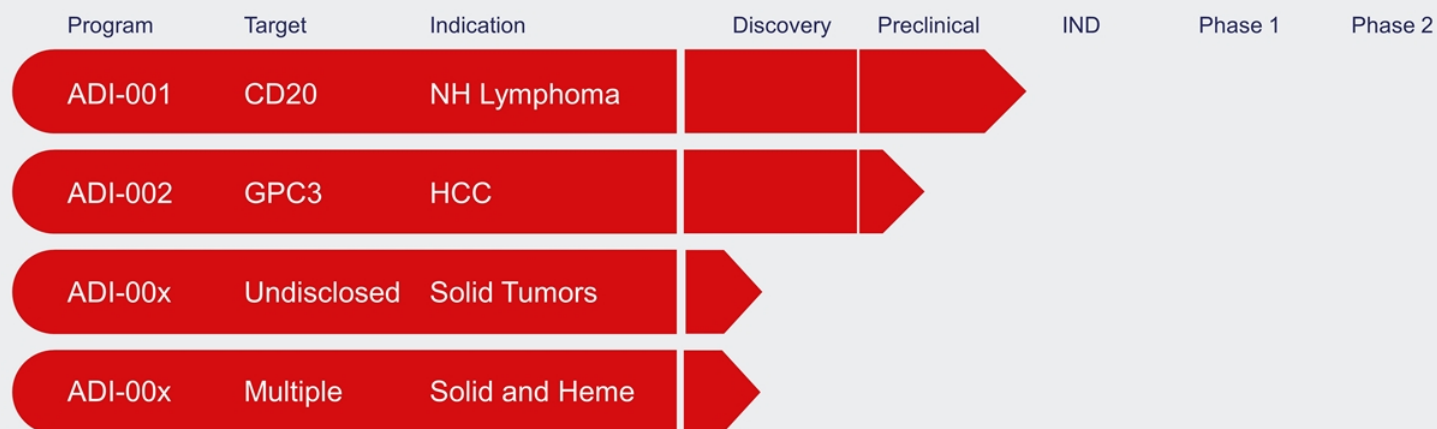 Program Target Indication Discovery Preclinical IND Phase 1 Phase 2
ADI-001 CD20 NH Lymphoma
ADI-002 GPC3 HCC
ADI-00x Undisclosed Solid Tumors
ADI-00x Multiple Solid and Heme